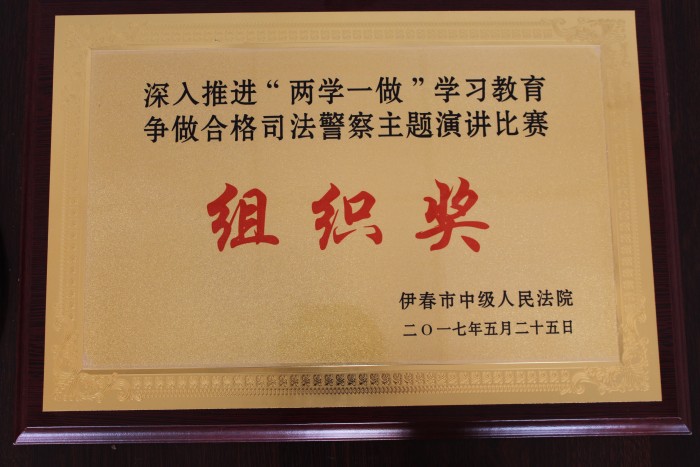 深入推进“两学一做”学习教育
争做合格司法警察主题演讲比赛
组织奖
伊春市中级人民法院
二〇一七年五月二十五日